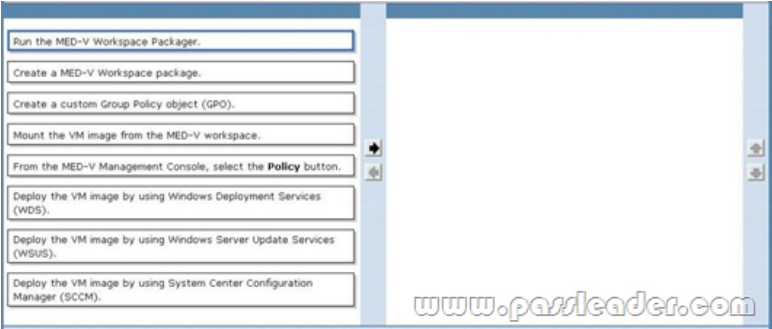 Run the MED-V Workspace Packager.
Create a MED-V Workspace package.
Create a custom Group Policy object (GPO).
Mount the VM image from the MED-V workspace.
From the MED-V Management Console, select the Policy button.
Deploy the VM image by using Windows Deployment Services
(WDS).
Deploy the VM image by using Windows Server Update Services
(WSUS).
Deploy the VM image by using System Center Configuration
Manager (SCCM).
www.passleader.com